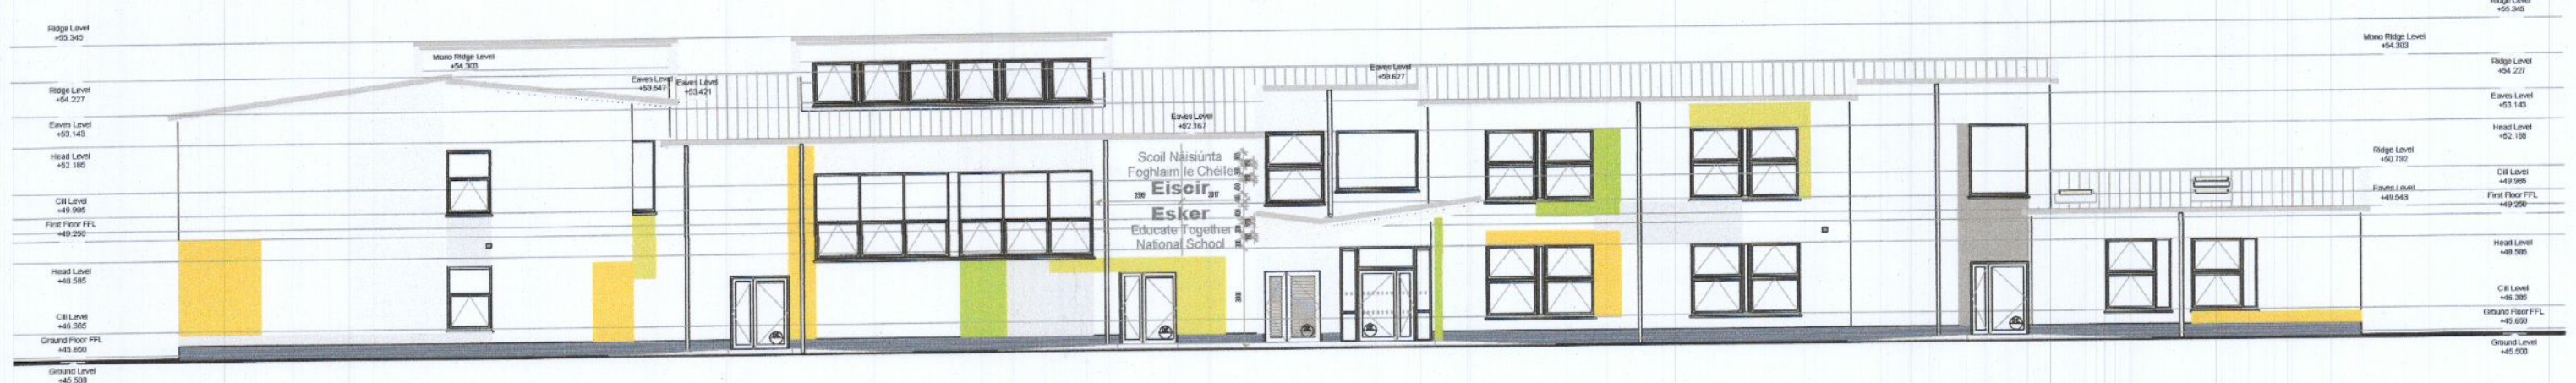 Ridge Level
+55.345
Ridge Level
+54.227
Eaves Level
+53.143
Head Level
+52.185
Cill Level
+49.985
First Floor FFL
+49.250
Head Level
+48.585
Cill Level
+46.385
Ground Floor FFL
+45.650
Ground Level
+45.500
Mono Ridge Level
+54.303
Eaves Level
+53.547
Eaves Level
+53.421
Eaves Level
+52.167
Scoil Náisiúnta
Foghlaim le Chéile
Eiscir
Esker
Educate Together
National School
Eaves Level
+53.627
Mono Ridge Level
+54.303
Ridge Level
+50.792
Eaves Level
+49.543
Ridge Level
+55.345
Ridge Level
+54.227
Eaves Level
+53.143
Head Level
+52.185
Cill Level
+49.985
First Floor FFL
+49.250
Head Level
+48.585
Cill Level
+46.385
Ground Floor FFL
+45.650
Ground Level
+45.500